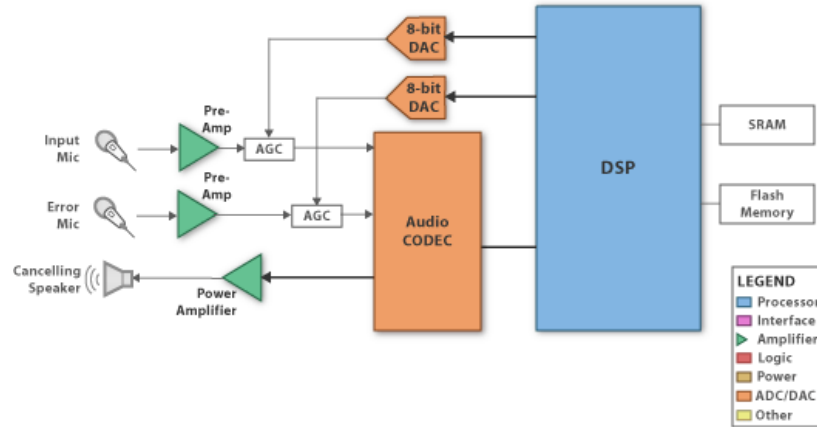 8-bit
DAC
8-bit
DAC
Pre-
Amp
Input
Mic
AGC
SRAM
DSP
Pre-
Amp
Error
Mic
AGC
Flash
Memory
Audio
CODEC
Cancelling
Speaker
Power
Amplifier
LEGEND
Processor
Interface
Amplifier
Logic
Power
ADC/DAC
Other